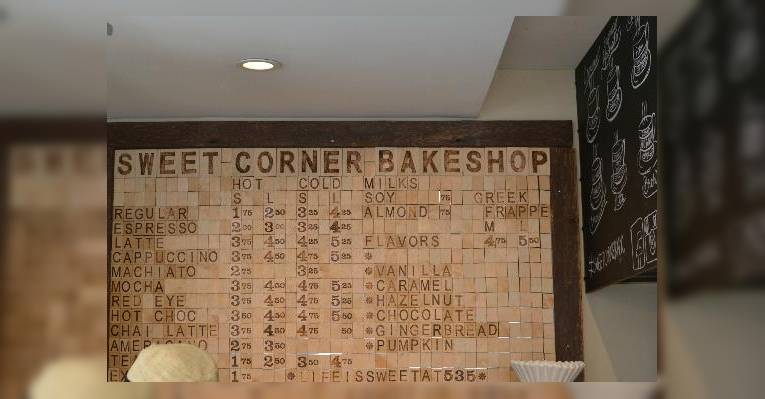 SWEET CORNER BAKESHOP
HOT COLD MILKS
S L S L SOY 75 GREEK
REGULAR 1 75 2 50 3 25 4 25 ALMOND 75 FRAPPE
ESPRESSO 2 00 3 00 3 25 4 25 M L
LATTE 3 75 4 50 4 25 5 25 FLAVORS 4 75 5 50
CAPPUCCINO 3 75 4 50 4 25 5 25 *
MACHIATO 2 75 3 25 *VANILLA
MOCHA 3 75 4 50 4 75 5 25 *CARAMEL
RED EYE 3 75 4 50 4 75 5 25 *HAZELNUT
HOT CHOC 3 50 4 50 4 75 5 50 *CHOCOLATE
CHAI LATTE 3 75 4 50 4 75 50 *GINGERBREAD
AMERICANO 2 75 3 50 *PUMPKIN
TEA 1 75 2 50 3 50 4 75
EX 1 75 *LIFEISSWEETAT535*